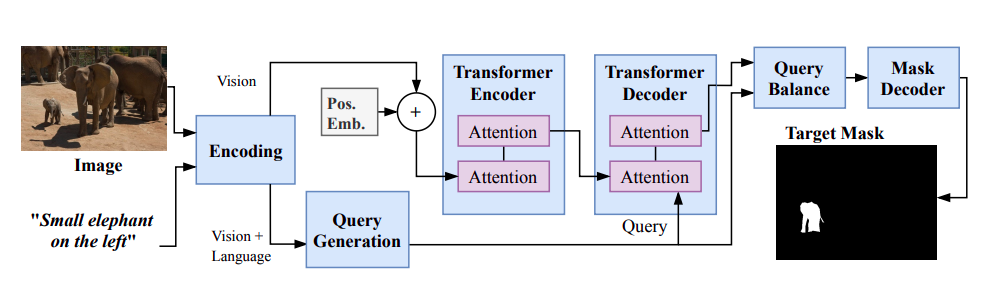 Image
"Small elephant
on the left"
Encoding
Vision
Vision +
Language
Pos.
Emb.
+
Query
Generation
Transformer
Encoder
Attention
Attention
Transformer
Decoder
Attention
Attention
Query
Query
Balance
Mask
Decoder
Target Mask